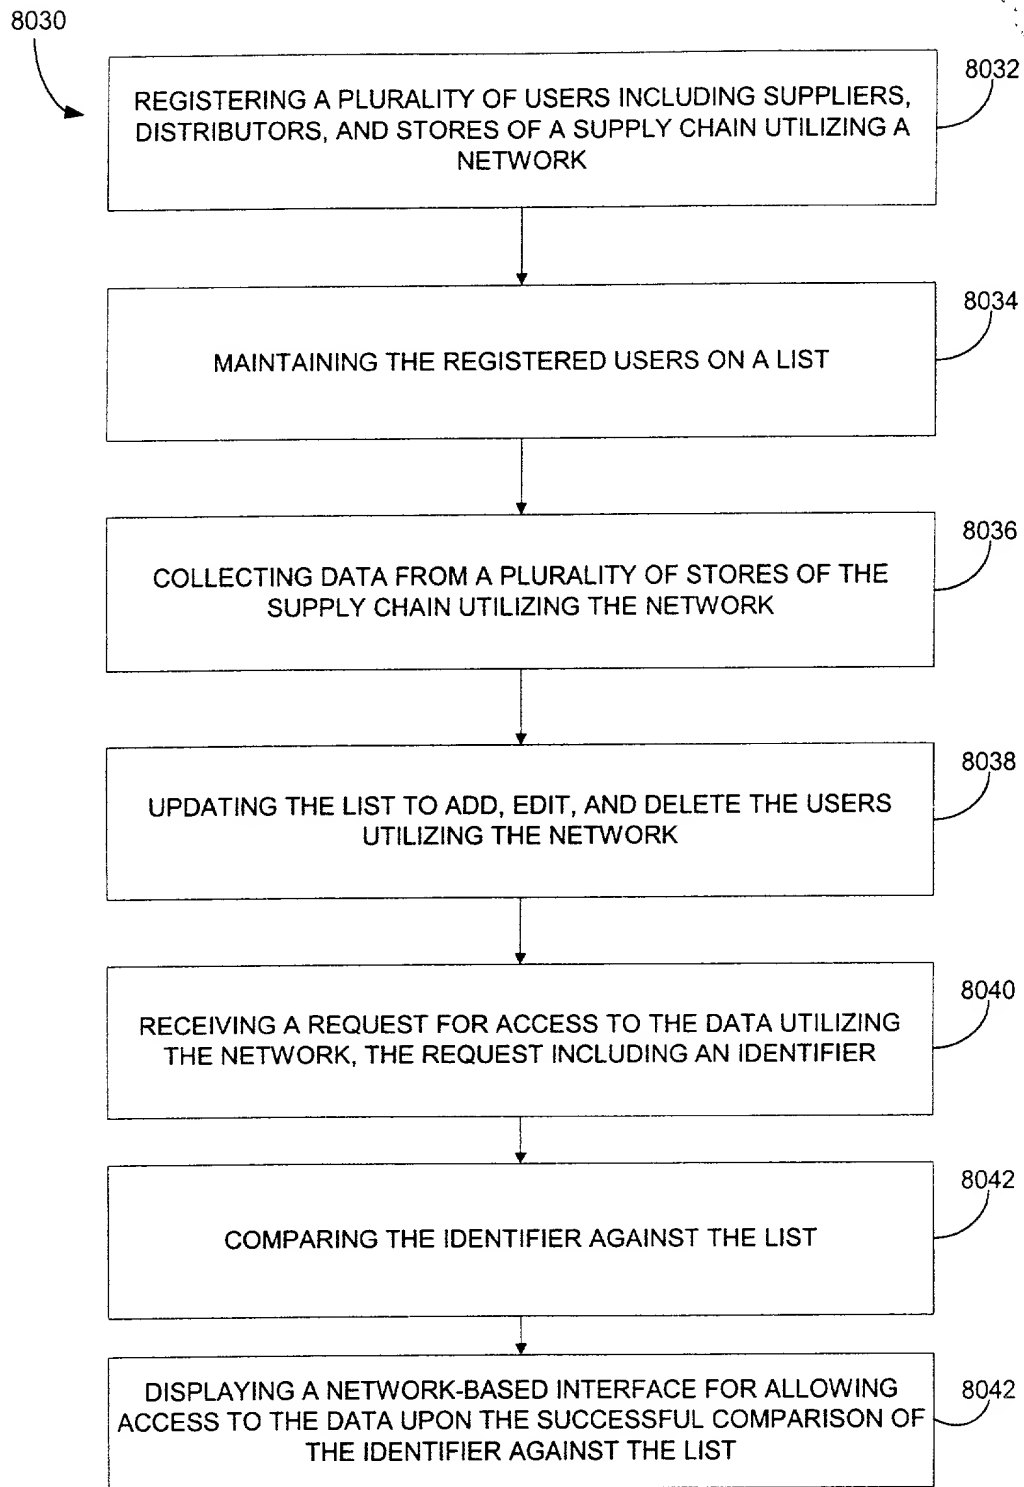 8030
8032
REGISTERING A PLURALITY OF USERS INCLUDING SUPPLIERS,
DISTRIBUTORS, AND STORES OF A SUPPLY CHAIN UTILIZING A
NETWORK
8034
MAINTAINING THE REGISTERED USERS ON A LIST
8036
COLLECTING DATA FROM A PLURALITY OF STORES OF THE
SUPPLY CHAIN UTILIZING THE NETWORK
8038
UPDATING THE LIST TO ADD, EDIT, AND DELETE THE USERS
UTILIZING THE NETWORK
8040
RECEIVING A REQUEST FOR ACCESS TO THE DATA UTILIZING
THE NETWORK, THE REQUEST INCLUDING AN IDENTIFIER
8042
COMPARING THE IDENTIFIER AGAINST THE LIST
8042
DISPLAYING A NETWORK-BASED INTERFACE FOR ALLOWING
ACCESS TO THE DATA UPON THE SUCCESSFUL COMPARISON OF
THE IDENTIFIER AGAINST THE LIST